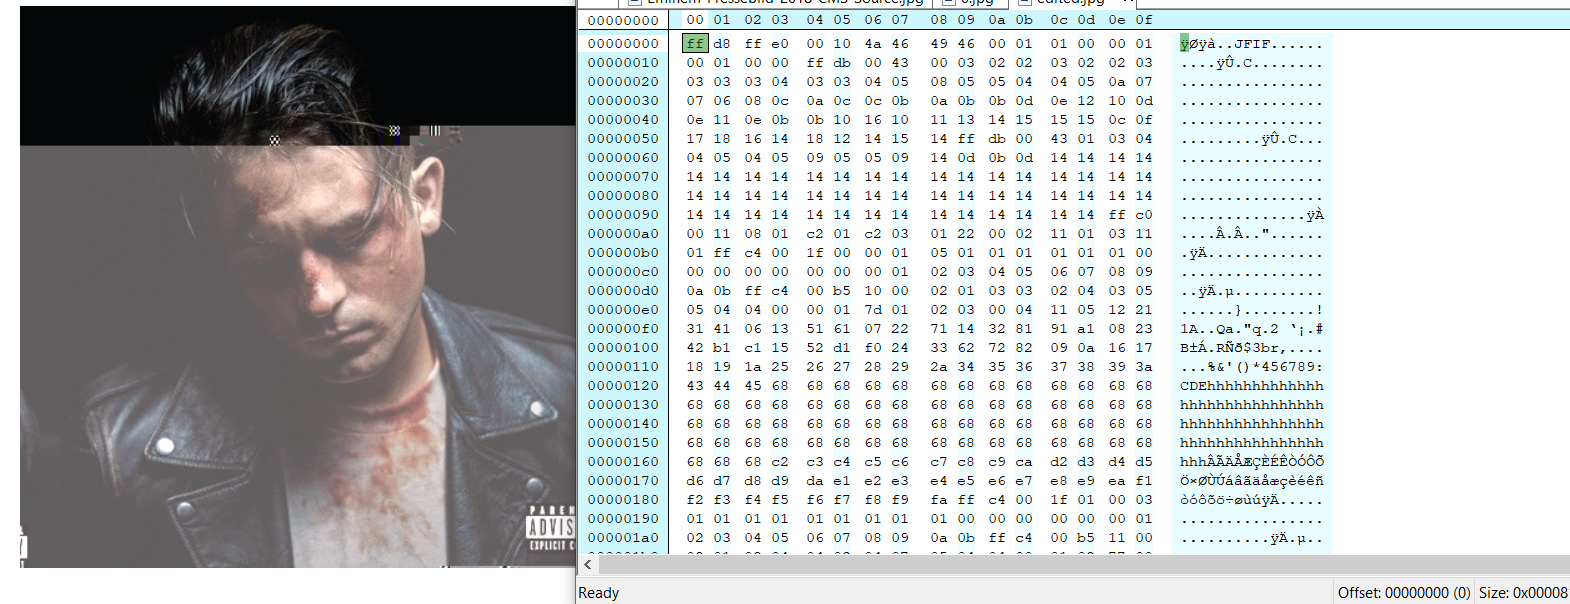 edited.jpg
00000000 00 01 02 03 04 05 06 07 08 09 0a 0b 0c 0d 0e 0f
00000000 ff d8 ff e0 00 10 4a 46 49 46 00 01 01 00 00 01 ÿØÿà..JFIF......
00000010 00 01 00 00 ff db 00 43 00 03 02 02 03 02 02 03 ....ÿÛ.C........
00000020 03 03 03 04 03 03 04 05 08 05 05 04 04 05 0a 07 ................
00000030 07 06 08 0c 0a 0c 0c 0b 0a 0b 0b 0d 0e 12 10 0d ................
00000040 0e 11 0e 0b 0b 10 16 10 11 13 14 15 15 15 0c 0f ................
00000050 17 18 16 14 18 12 14 15 14 ff db 00 43 01 03 04 .........ÿÛ.C...
00000060 04 05 04 05 09 05 05 09 14 0d 0b 0d 14 14 14 14 ................
00000070 14 14 14 14 14 14 14 14 14 14 14 14 14 14 14 14 ................
00000080 14 14 14 14 14 14 14 14 14 14 14 14 14 14 14 14 ................
00000090 14 14 14 14 14 14 14 14 14 14 14 14 14 14 ff c0 ..............ÿÀ
000000a0 00 11 08 01 c2 01 c2 03 01 22 00 02 11 01 03 11 ....Â.Â.."......
000000b0 01 ff c4 00 1f 00 00 01 05 01 01 01 01 01 01 00 .ÿÄ.............
000000c0 00 00 00 00 00 00 00 01 02 03 04 05 06 07 08 09 ................
000000d0 0a 0b ff c4 00 b5 10 00 02 01 03 03 02 04 03 05 ..ÿÄ.µ..........
000000e0 05 04 04 00 00 01 7d 01 02 03 00 04 11 05 12 21 ......}........!
000000f0 31 41 06 13 51 61 07 22 71 14 32 81 91 a1 08 23 1A..Qa."q.2 ‘¡.#
00000100 42 b1 c1 15 52 d1 f0 24 33 62 72 82 09 0a 16 17 B±Á.RÑð$3br‚....
00000110 18 19 1a 25 26 27 28 29 2a 34 35 36 37 38 39 3a ...%&'()*456789:
00000120 43 44 45 68 68 68 68 68 68 68 68 68 68 68 68 68 CDEhhhhhhhhhhhhh
00000130 68 68 68 68 68 68 68 68 68 68 68 68 68 68 68 68 hhhhhhhhhhhhhhhh
00000140 68 68 68 68 68 68 68 68 68 68 68 68 68 68 68 68 hhhhhhhhhhhhhhhh
00000150 68 68 68 68 68 68 68 68 68 68 68 68 68 68 68 68 hhhhhhhhhhhhhhhh
00000160 68 68 68 c2 c3 c4 c5 c6 c7 c8 c9 ca d2 d3 d4 d5 hhhÂÃÄÅÆÇÈÉÊÒÓÔÕ
00000170 d6 d7 d8 d9 da e1 e2 e3 e4 e5 e6 e7 e8 e9 ea f1 Ö×ØÙÚáâãäåæçèéêñ
00000180 f2 f3 f4 f5 f6 f7 f8 f9 fa ff c4 00 1f 01 00 03 òóôõö÷øùúÿÄ.....
00000190 01 01 01 01 01 01 01 01 01 00 00 00 00 00 00 01 ................
000001a0 02 03 04 05 06 07 08 09 0a 0b ff c4 00 b5 11 00 ..........ÿÄ.µ..
Ready Offset: 00000000 (0) Size: 0x00008
PAREN
ADVIS
EXPLICIT C